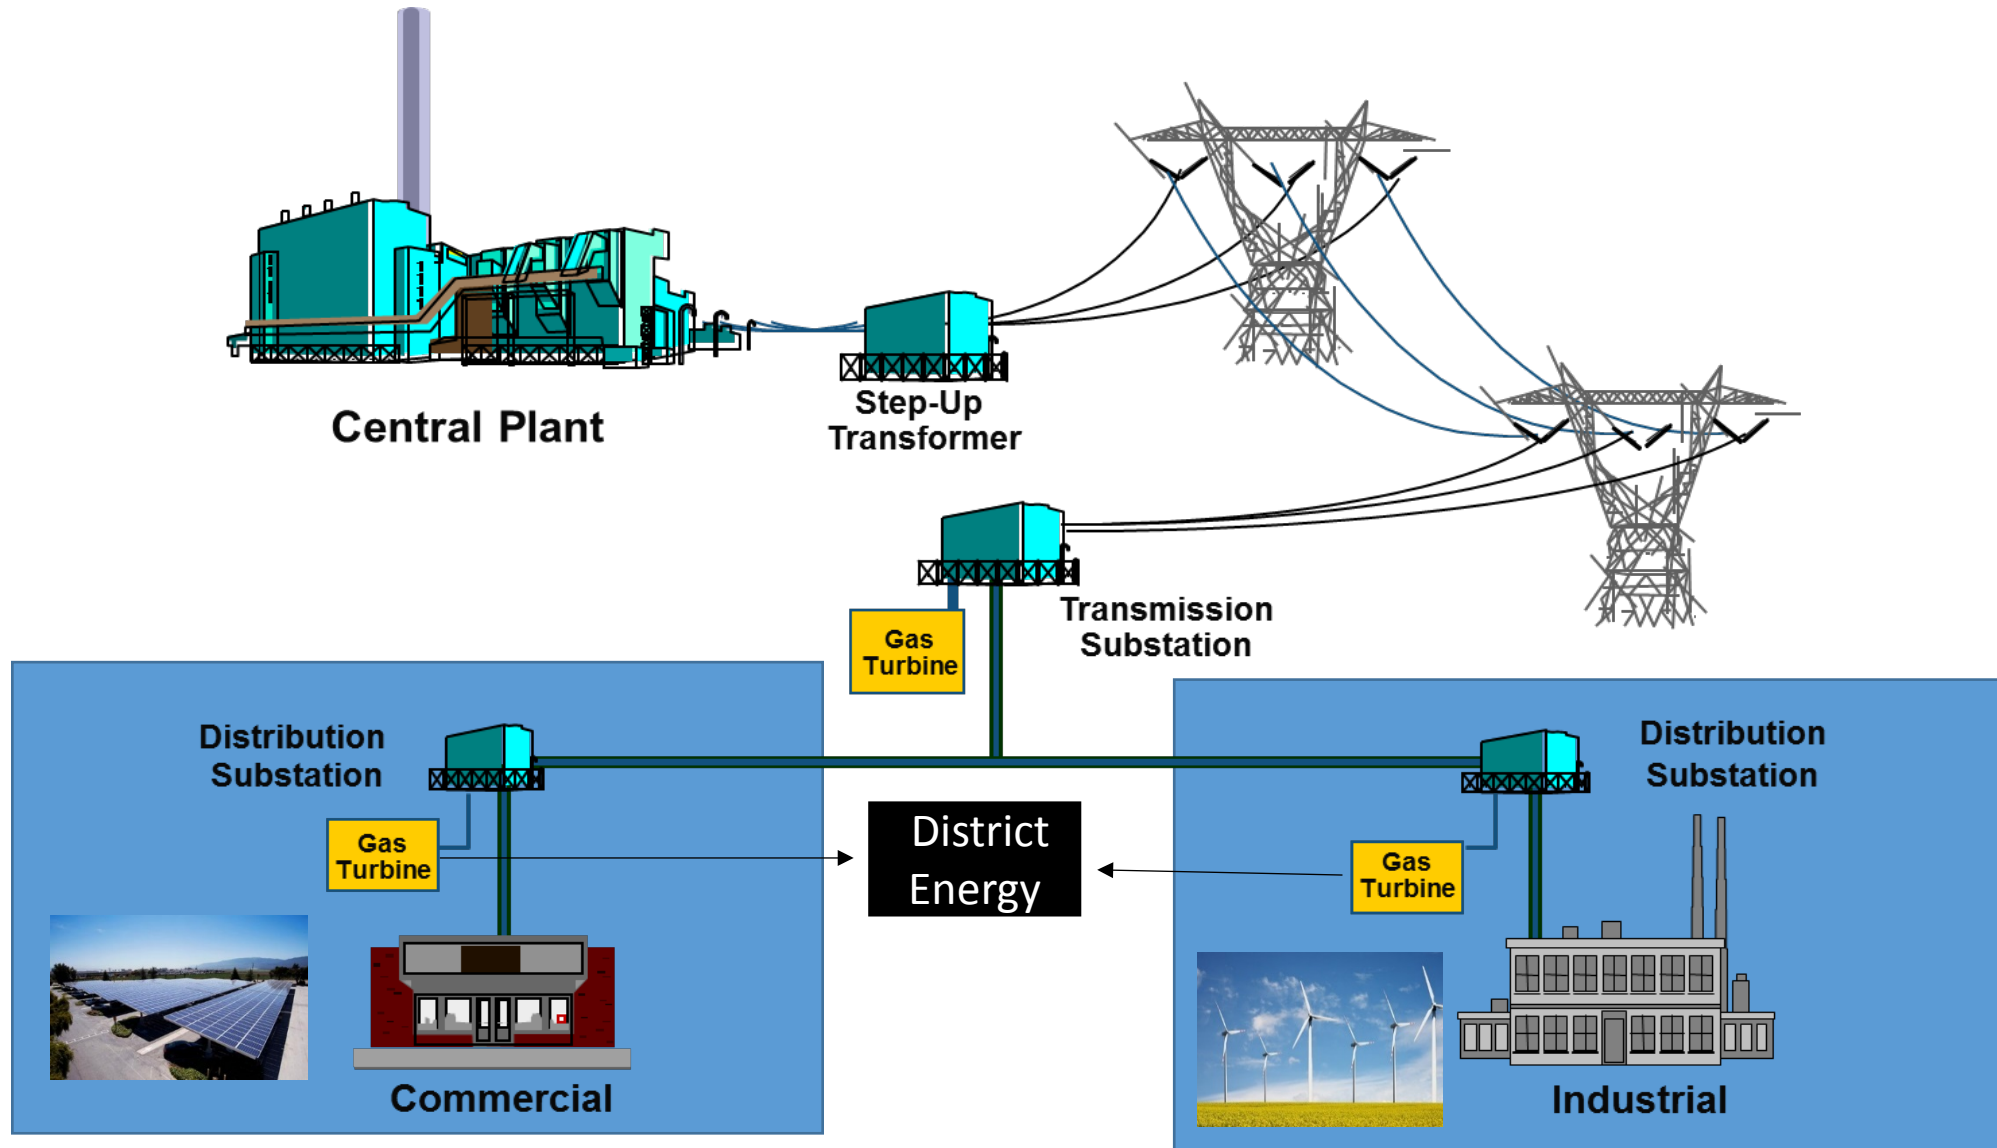 Central Plant
Step-Up
Transformer
Transmission
Substation
Gas
Turbine
Distribution
Substation
Gas
Turbine
Commercial
District
Energy
Distribution
Substation
Gas
Turbine
Industrial